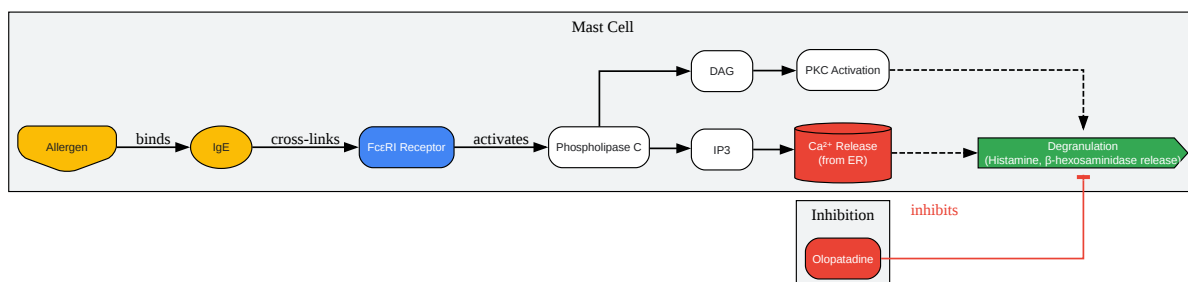 Mast Cell
DAG
PKC Activation
Allergen
binds
IgE
cross-links
FcεRI Receptor
activates
Phospholipase C
IP3
Ca²⁺ Release
(from ER)
Degranulation
(Histamine, β-hexosaminidase release)
Inhibition
inhibits
Olopatadine